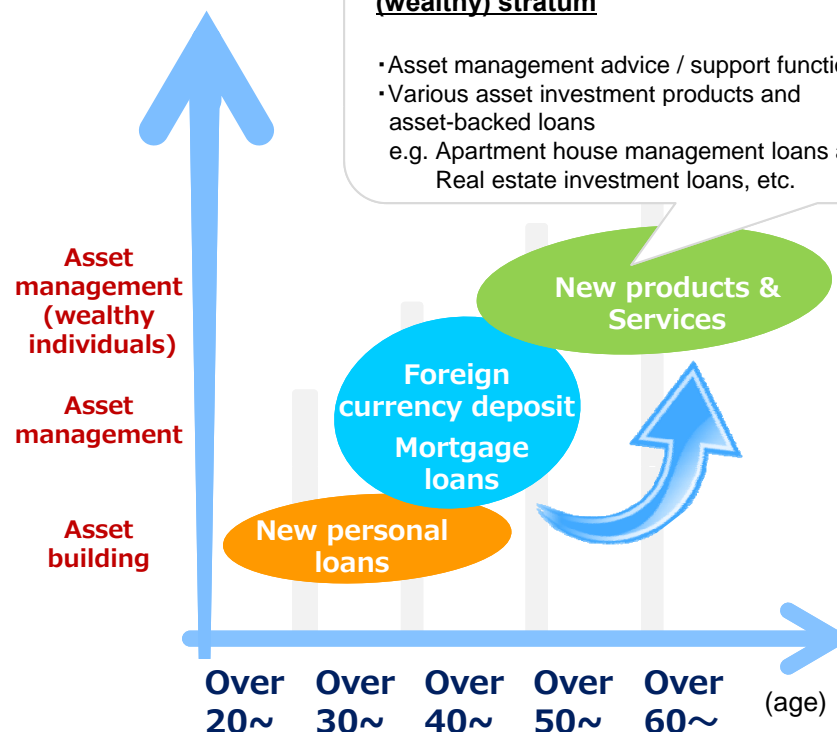 (wealthy) stratum
・Asset management advice / support
・Various asset investment products and
asset-backed loans
e.g. Apartment house management loans
Real estate investment loans, etc.
Asset
management
(wealthy
individuals)
New products &
Services
Asset
management
Foreign
currency deposit
Mortgage
loans
Asset
building
New personal
loans
Over
20~
Over
30~
Over
40~
Over
50~
Over
60～
(age)